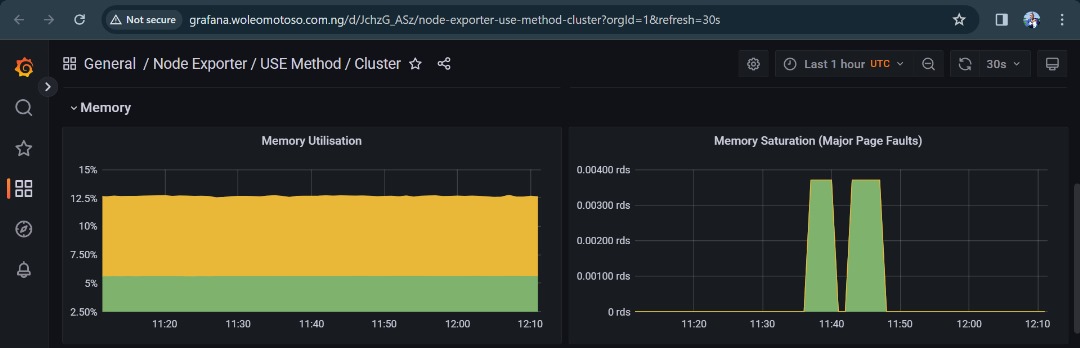 Not secure grafana.woleomotoso.com.ng/d/JchzG_ASz/node-exporter-use-method-cluster?orgId=1&refresh=30s
General / Node Exporter / USE Method / Cluster Last 1 hour UTC 30s
Memory
Memory Utilisation
15%
12.5%
10%
7.50%
5%
2.50%
11:20 11:30 11:40 11:50 12:00 12:10
Memory Saturation (Major Page Faults)
0.00400 rds
0.00300 rds
0.00200 rds
0.00100 rds
0 rds
11:20 11:30 11:40 11:50 12:00 12:10